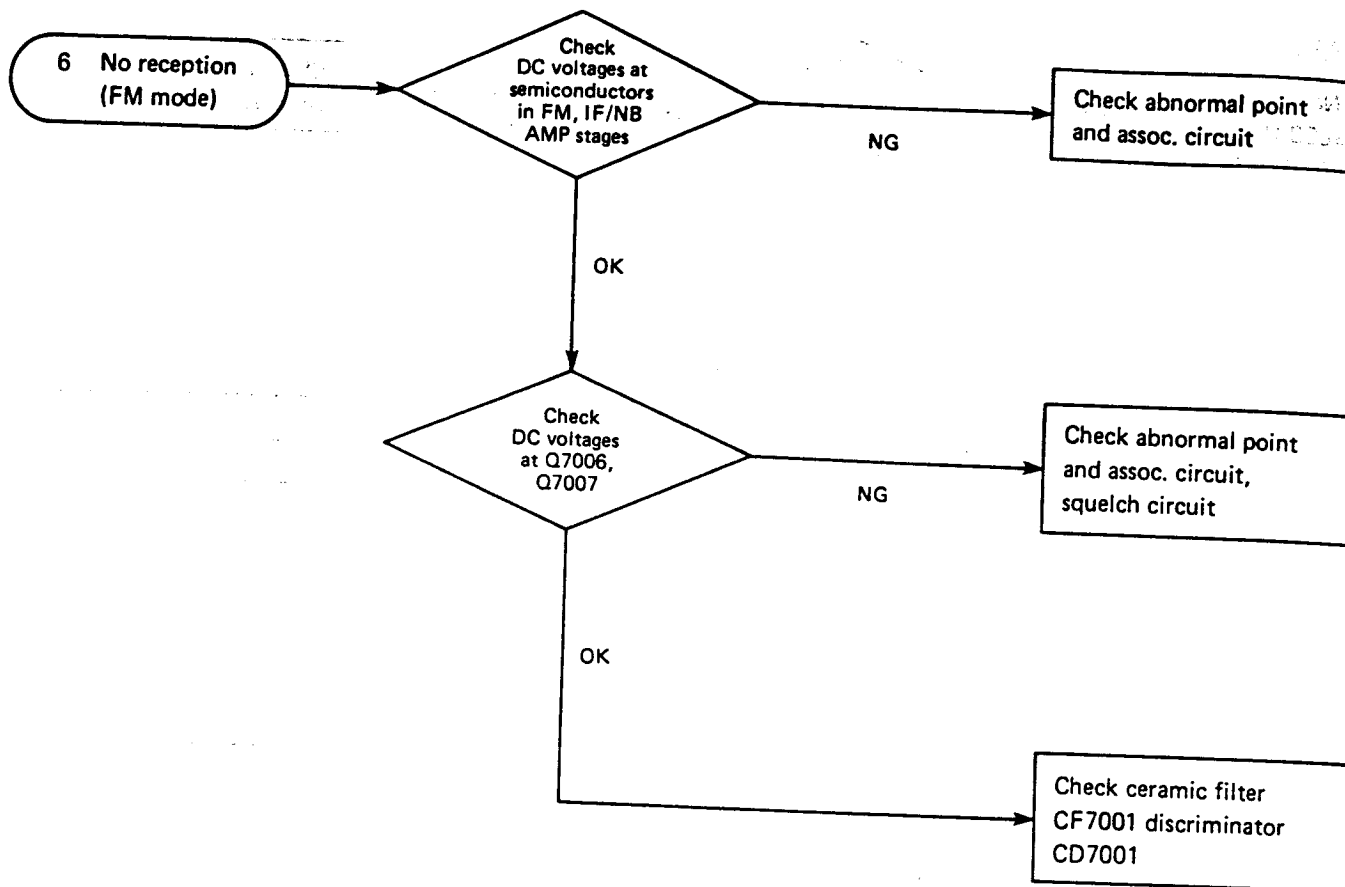 6 No reception
(FM mode)
Check
DC voltages at
semiconductors
in FM, IF/NB
AMP stages
NG
Check abnormal point
and assoc. circuit
OK
Check
DC voltages
at Q7006,
Q7007
NG
Check abnormal point
and assoc. circuit,
squelch circuit
OK
Check ceramic filter
CF7001 discriminator
CD7001